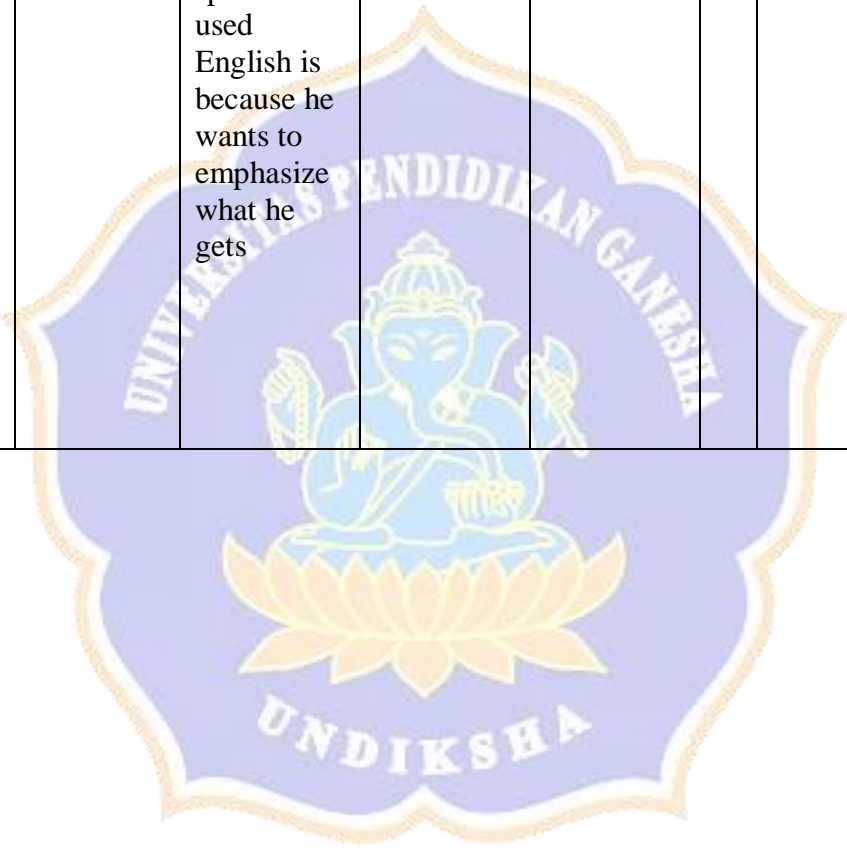 used
English is
because he
wants to
emphasize
what he
gets
UNIVERSITAS PENDIDIKAN GANESHA
UNDIKSHA